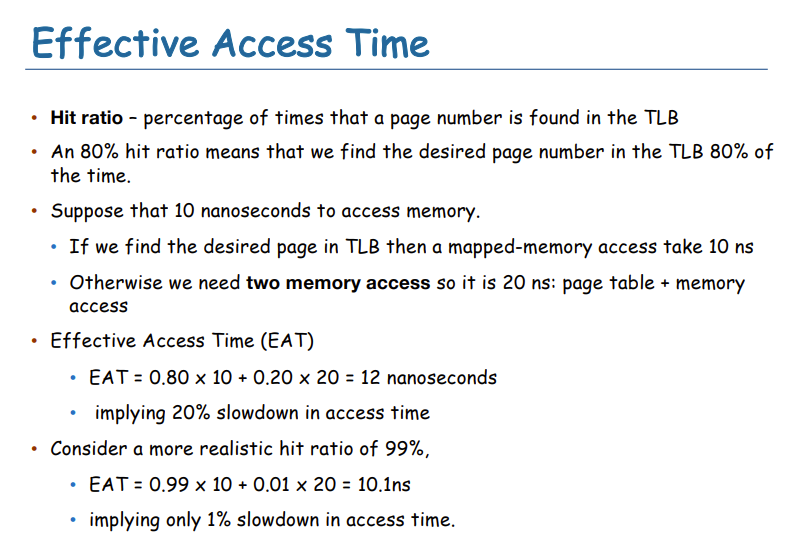 Effective Access Time
• Hit ratio – percentage of times that a page number is found in the TLB
• An 80% hit ratio means that we find the desired page number in the TLB 80% of
the time.
• Suppose that 10 nanoseconds to access memory.
• If we find the desired page in TLB then a mapped-memory access take 10 ns
• Otherwise we need two memory access so it is 20 ns: page table + memory
access
• Effective Access Time (EAT)
• EAT = 0.80 x 10 + 0.20 x 20 = 12 nanoseconds
• implying 20% slowdown in access time
• Consider a more realistic hit ratio of 99%,
• EAT = 0.99 x 10 + 0.01 x 20 = 10.1ns
• implying only 1% slowdown in access time.